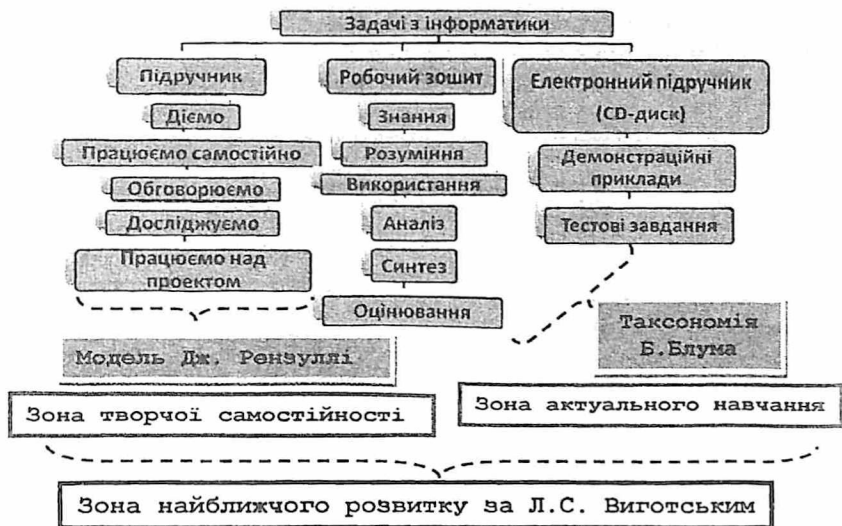 Задачі з інформатики
Підручник
Діємо
Працюємо самостійно
Обговорюємо
Досліджуємо
Працюємо над
проектом
Робочий зошит
Знання
Розуміння
Використання
Аналіз
Синтез
Оцінювання
Електронний підручник
(CD-диск)
Демонстраційні
приклади
Тестові завдання
Модель Дж. Рензуллі
Таксономія
Б.Блума
Зона творчої самостійності
Зона актуального навчання
Зона найближчого розвитку за Л.С. Виготським